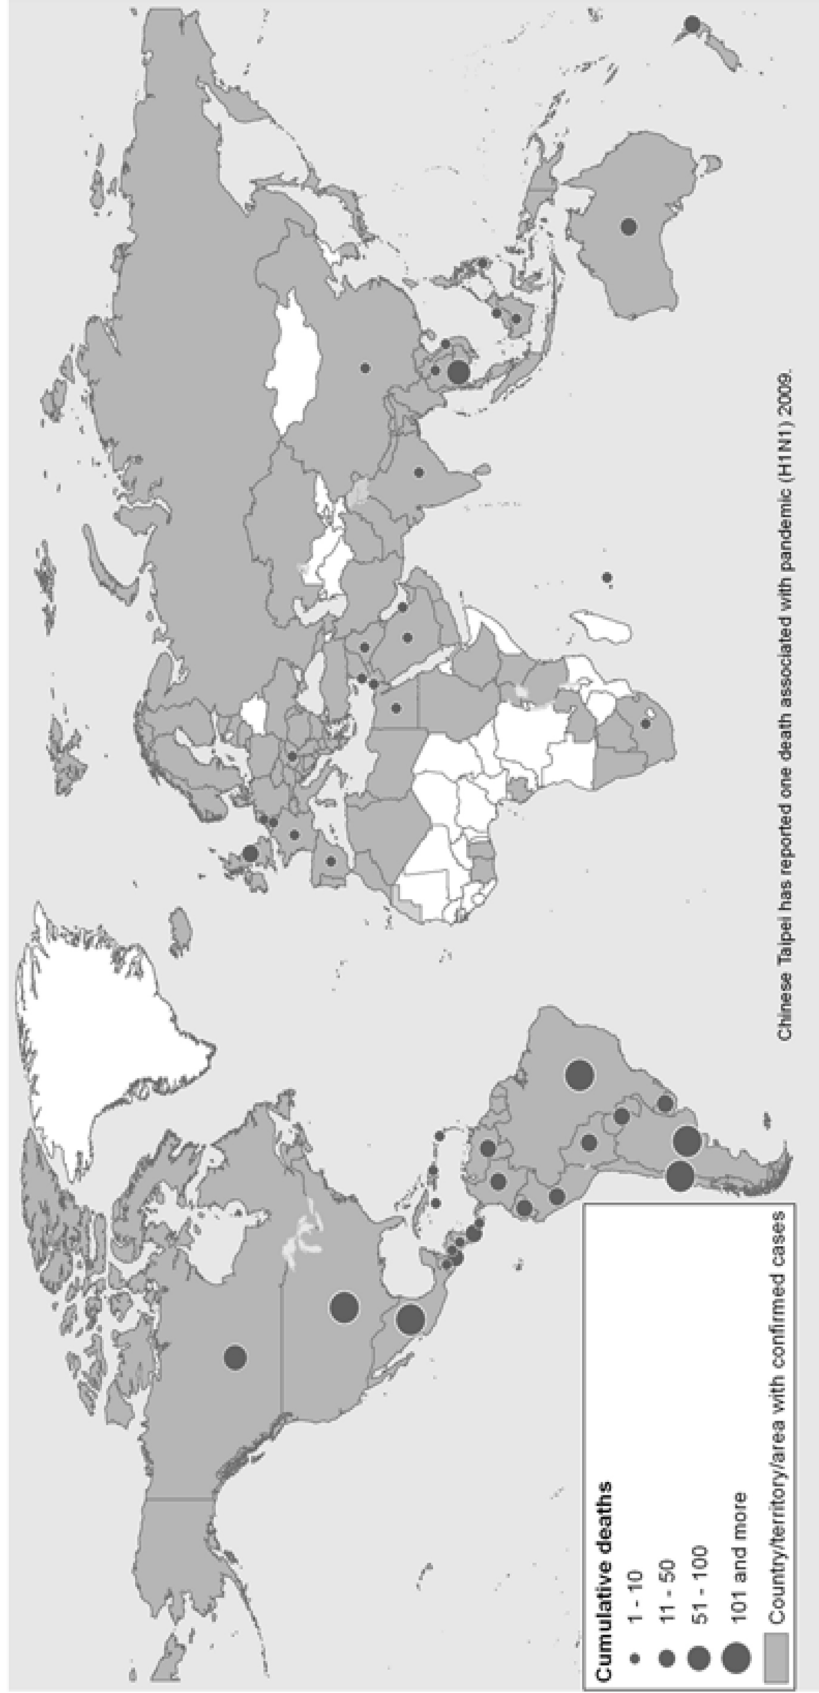 Chinese Taipei has reported one death associated with pandemic (H1N1) 2009.
Cumulative deaths
1 - 10
11 - 50
51 - 100
101 and more
Country/territory/area with confirmed cases